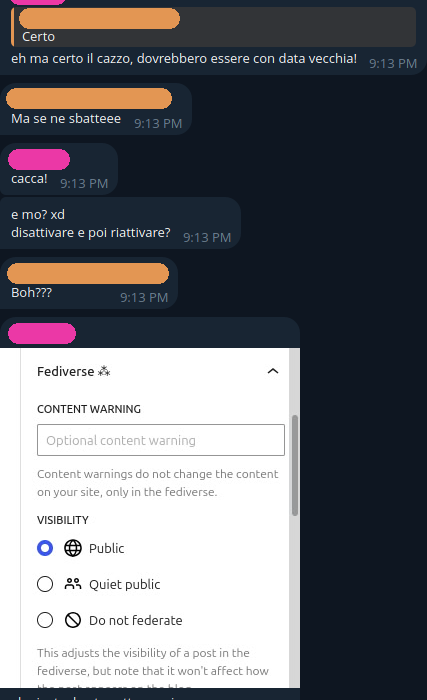 Certo
eh ma certo il cazzo, dovrebbero essere con data vecchia! 9:13 PM
Ma se ne sbatteee 9:13 PM
cacca! 9:13 PM
e mo? xd
disattivare e poi riattivare? 9:13 PM
Boh??? 9:13 PM
Fediverse ⁂
CONTENT WARNING
Optional content warning
Content warnings do not change the content
on your site, only in the fediverse.
VISIBILITY
Public
Quiet public
Do not federate
This adjusts the visibility of a post in the
fediverse, but note that it won't affect how